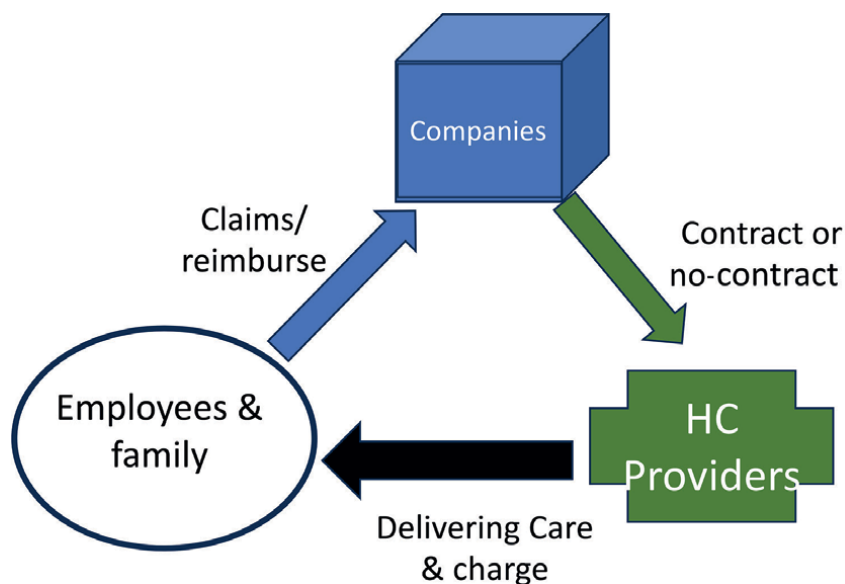 Companies
Claims/
reimburse
Contract or
no-contract
Employees &
family
HC
Providers
Delivering Care
& charge